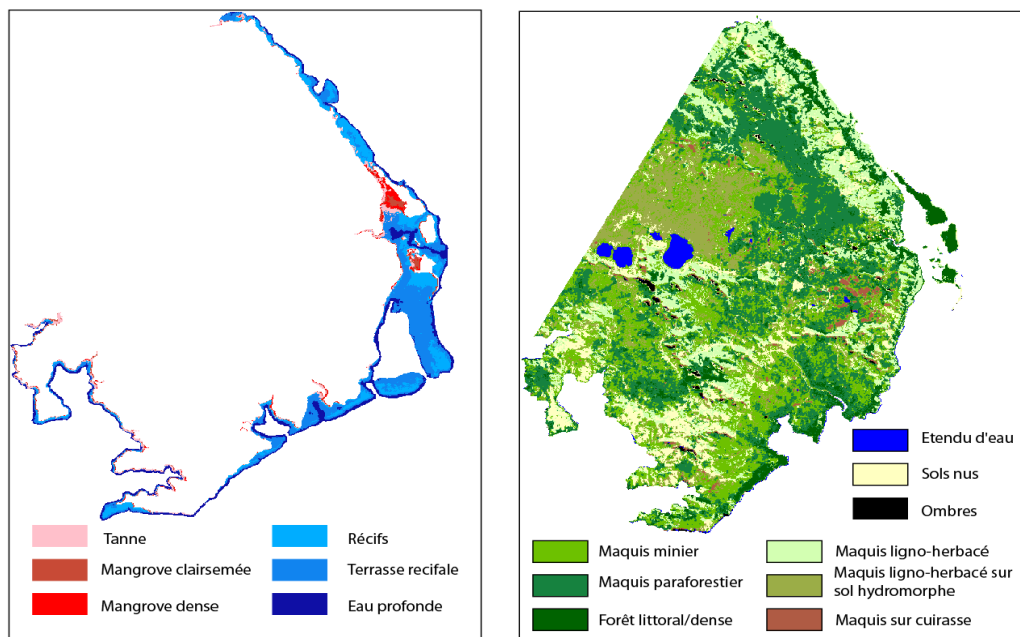 Tanne
Mangrove clairsemée
Mangrove dense
Récifs
Terrasse recifale
Eau profonde
Etendu d'eau
Sols nus
Ombres
Maquis minier
Maquis paraforestier
Forêt littoral/dense
Maquis ligno-herbacé
Maquis ligno-herbacé sur
sol hydromorphe
Maquis sur cuirasse